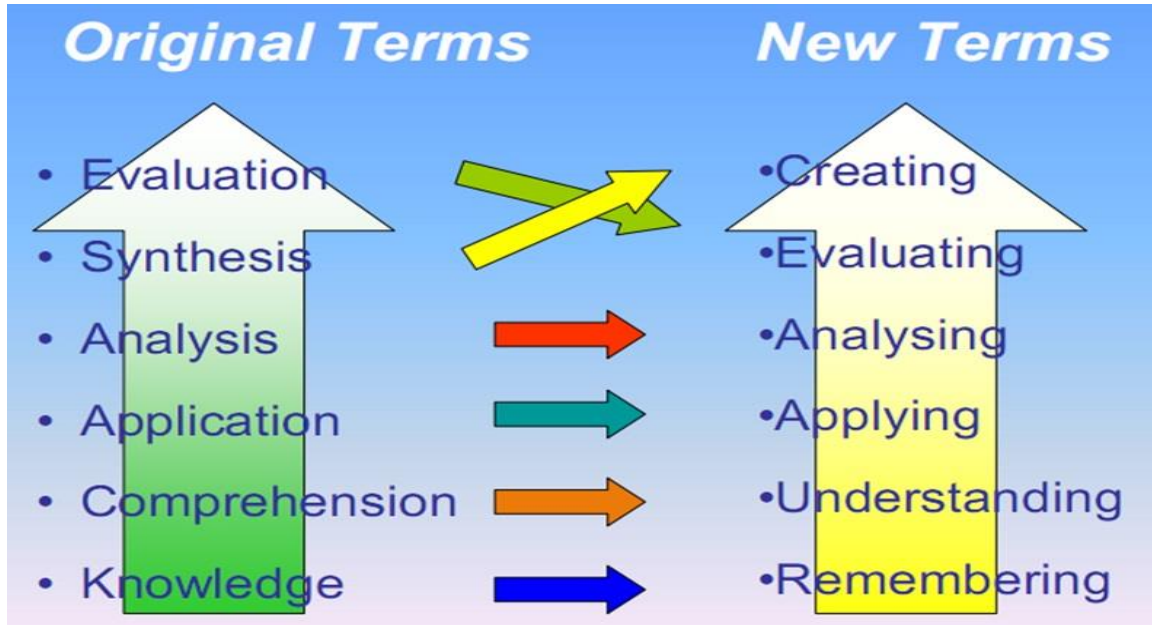 Original Terms
New Terms
• Evaluation
• Synthesis
• Analysis
• Application
• Comprehension
• Knowledge
•Creating
•Evaluating
•Analysing
•Applying
•Understanding
•Remembering